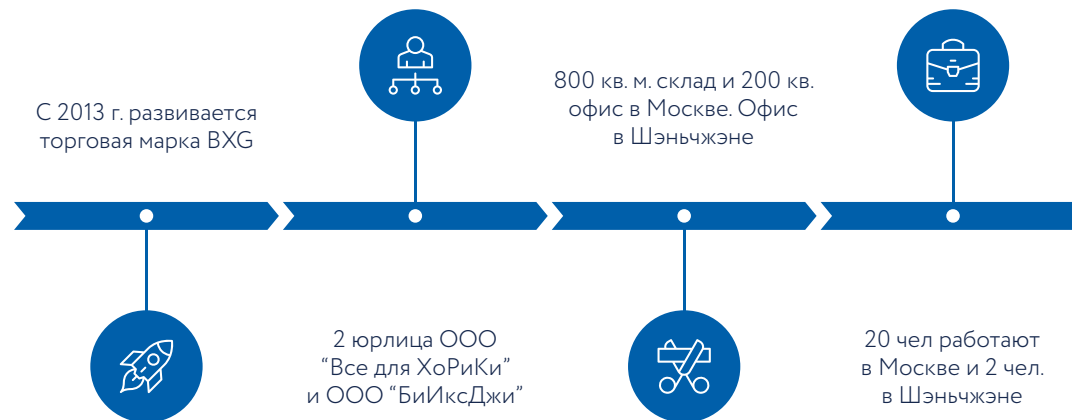 С 2013 г. развивается
торговая марка BXG
2 юрлица ООО
“Все для ХоРиКи”
и ООО “БиИксДжи”
800 кв. м. склад и 200 кв.
офис в Москве. Офис
в Шэньчжэне
20 чел работают
в Москве и 2 чел.
в Шэньчжэне